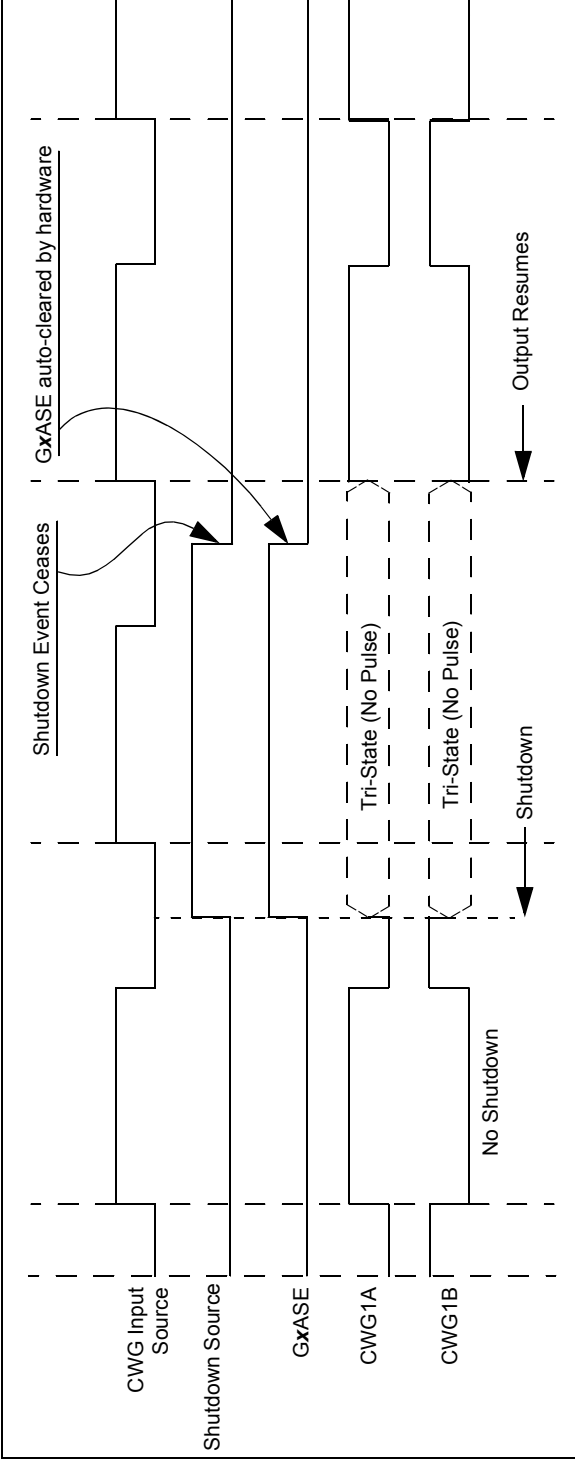 CWG Input
Source
Shutdown Source
GxASE
CWG1A
CWG1B
Shutdown Event Ceases
GxASE auto-cleared by hardware
Tri-State (No Pulse)
Tri-State (No Pulse)
No Shutdown
Shutdown
Output Resumes